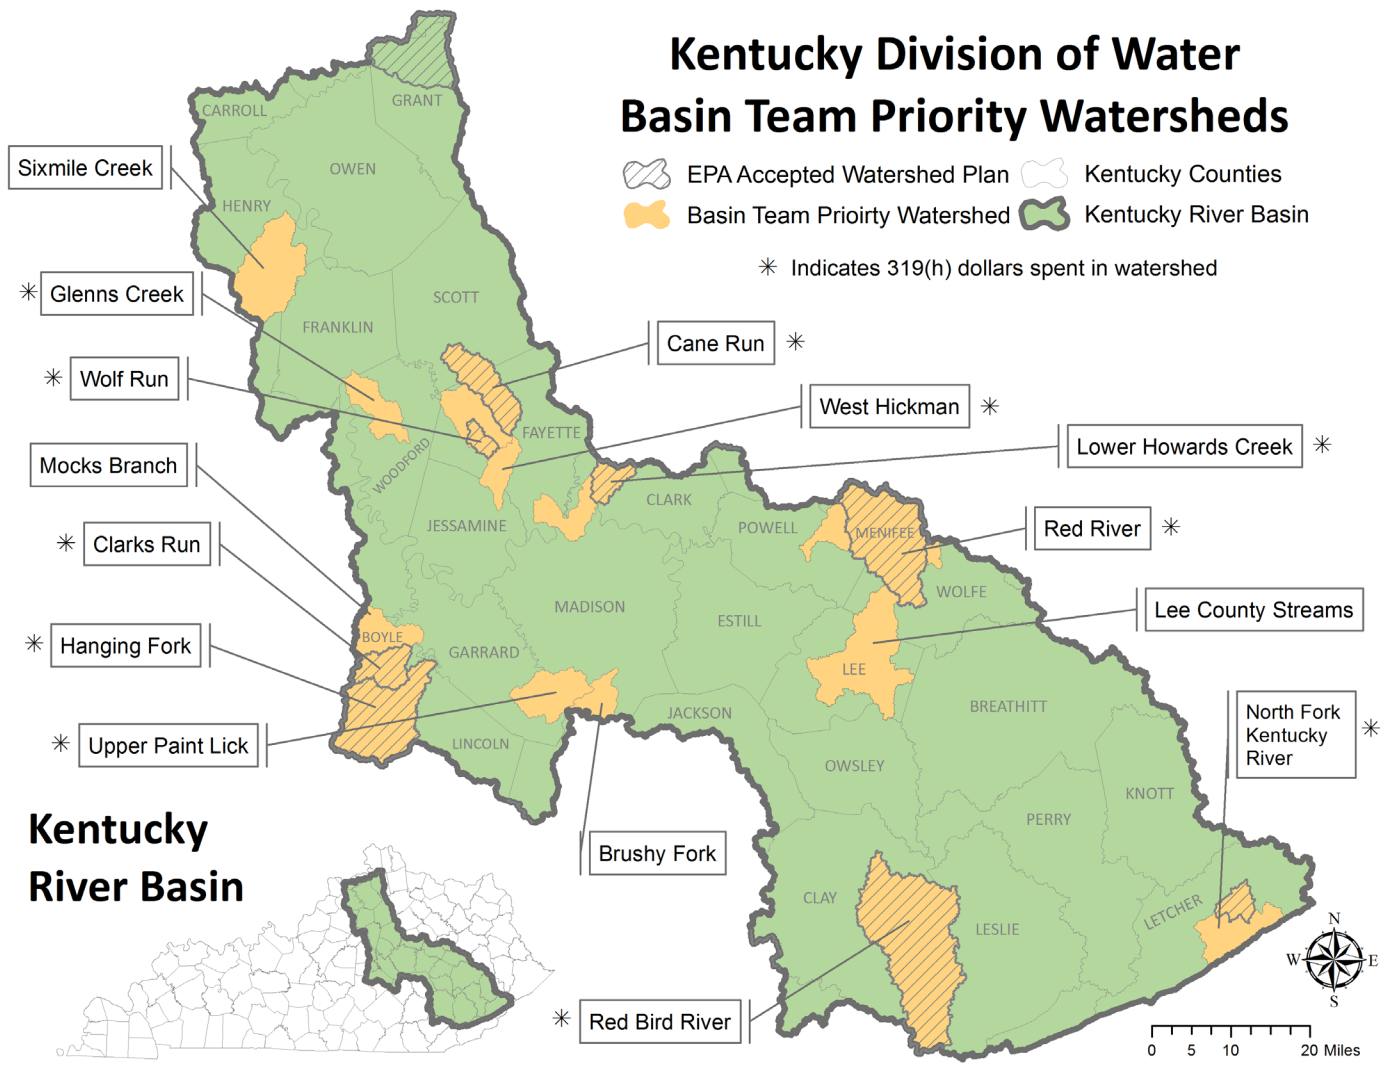 Kentucky Division of Water
Basin Team Priority Watersheds
EPA Accepted Watershed Plan
Kentucky Counties
Basin Team Prioirty Watershed
Kentucky River Basin
✳ Indicates 319(h) dollars spent in watershed
CARROLL
GRANT
OWEN
HENRY
Sixmile Creek
✳ Glenns Creek
SCOTT
FRANKLIN
Cane Run ✳
✳ Wolf Run
West Hickman ✳
FAYETTE
WOODFORD
Lower Howards Creek ✳
Mocks Branch
CLARK
JESSAMINE
POWELL
MENIFEE
Red River ✳
✳ Clarks Run
WOLFE
MADISON
Lee County Streams
ESTILL
BOYLE
✳ Hanging Fork
GARRARD
LEE
BREATHITT
JACKSON
North Fork
Kentucky
River
✳
LINCOLN
✳ Upper Paint Lick
OWSLEY
KNOTT
PERRY
Brushy Fork
CLAY
LESLIE
LETCHER
✳ Red Bird River
Kentucky
River Basin
N
W
E
S
0 5 10 20 Miles